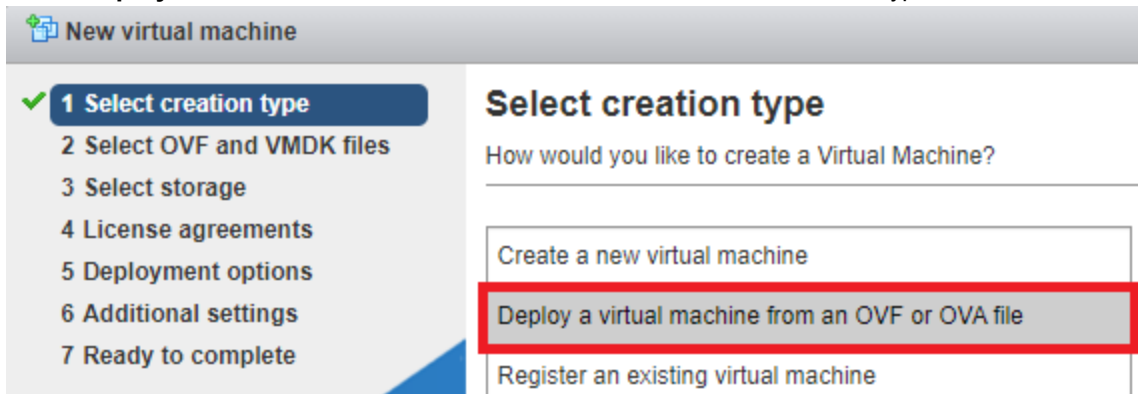 New virtual machine
1 Select creation type
2 Select OVF and VMDK files
3 Select storage
4 License agreements
5 Deployment options
6 Additional settings
7 Ready to complete
Select creation type
How would you like to create a Virtual Machine?
Create a new virtual machine
Deploy a virtual machine from an OVF or OVA file
Register an existing virtual machine